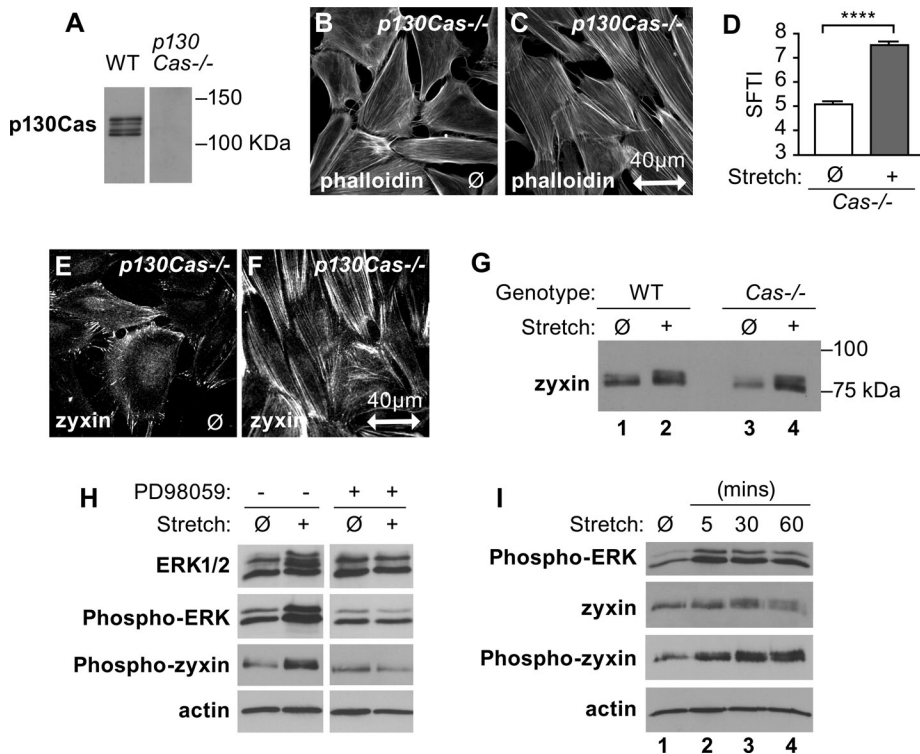 A
WT
p130
Cas-/-
p130Cas
–150
–100 KDa
B
p130Cas-/-
phalloidin
Ø
C
p130Cas-/-
phalloidin
40μm
D
****
SFTI
8
7
6
5
4
3
Stretch: Ø +
Cas-/-
E
p130Cas-/-
zyxin
Ø
F
p130Cas-/-
zyxin
40μm
G
Genotype: WT Cas-/-
Stretch: Ø + Ø +
zyxin
–100
–75 kDa
1 2 3 4
H
PD98059: - - + +
Stretch: Ø + Ø +
ERK1/2
Phospho-ERK
Phospho-zyxin
actin
I
(mins)
Stretch: Ø 5 30 60
Phospho-ERK
zyxin
Phospho-zyxin
actin
1 2 3 4